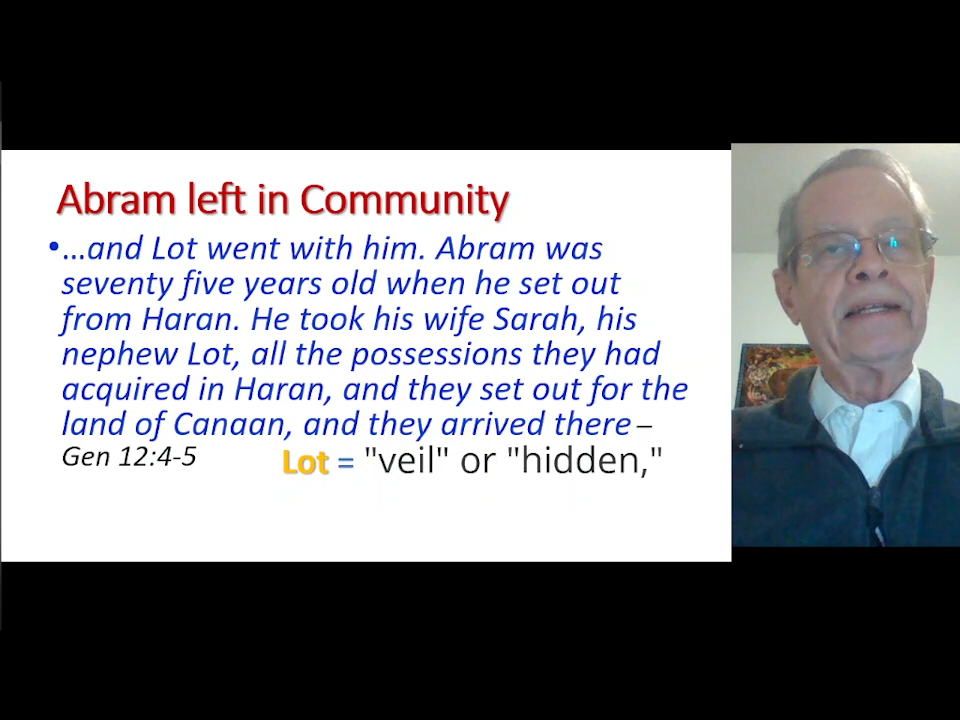 Abram left in Community
•…and Lot went with him. Abram was
seventy five years old when he set out
from Haran. He took his wife Sarah, his
nephew Lot, all the possessions they had
acquired in Haran, and they set out for the
land of Canaan, and they arrived there –
Gen 12:4-5
Lot = "veil" or "hidden,"